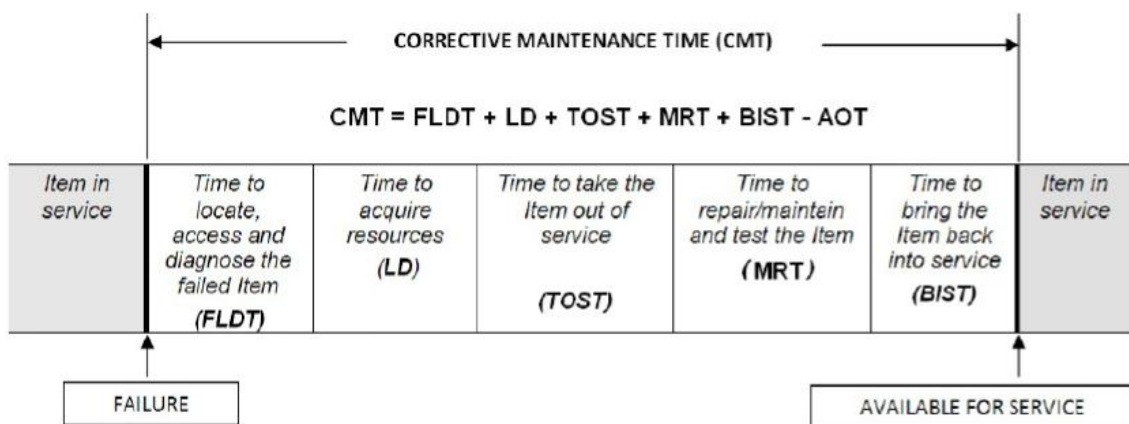 CORRECTIVE MAINTENANCE TIME (CMT)
CMT = FLDT + LD + TOST + MRT + BIST - AOT
Item in
service
Time to
locate,
access and
diagnose the
failed Item
(FLDT)
Time to
acquire
resources
(LD)
Time to take the
Item out of
service
(TOST)
Time to
repair/maintain
and test the Item
(MRT)
Time to
bring the
Item back
into service
(BIST)
Item in
service
FAILURE
AVAILABLE FOR SERVICE